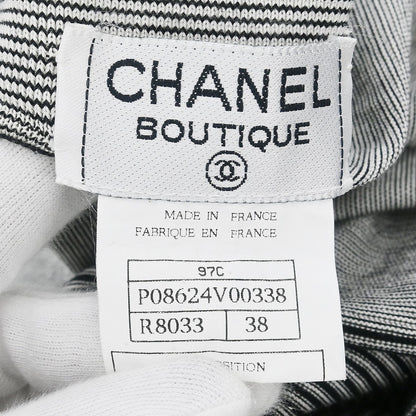 CHANEL
BOUTIQUE
MADE IN FRANCE
FABRIQUE EN FRANCE
97C
P08624V00338
R8033 38